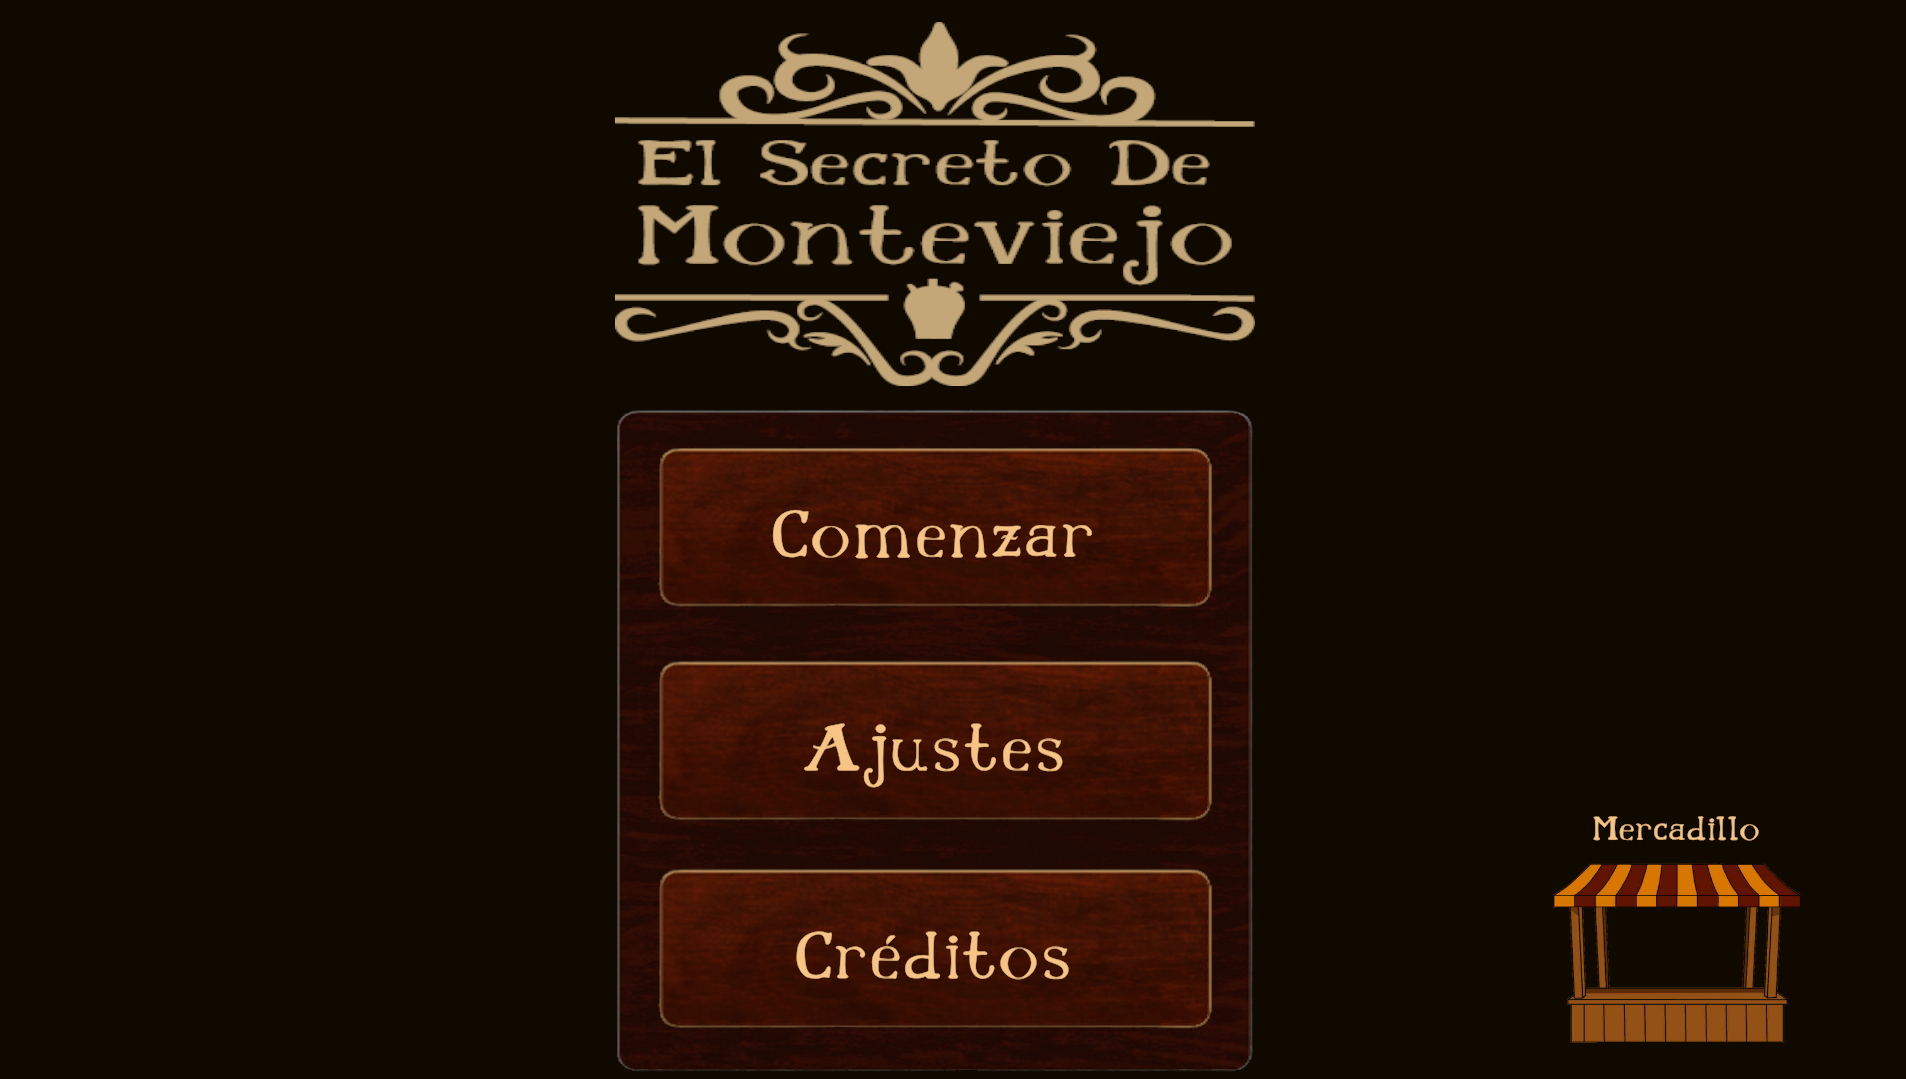 El Secreto De
Monteviejo
Comenzar
Ajustes
Créditos
Mercadillo